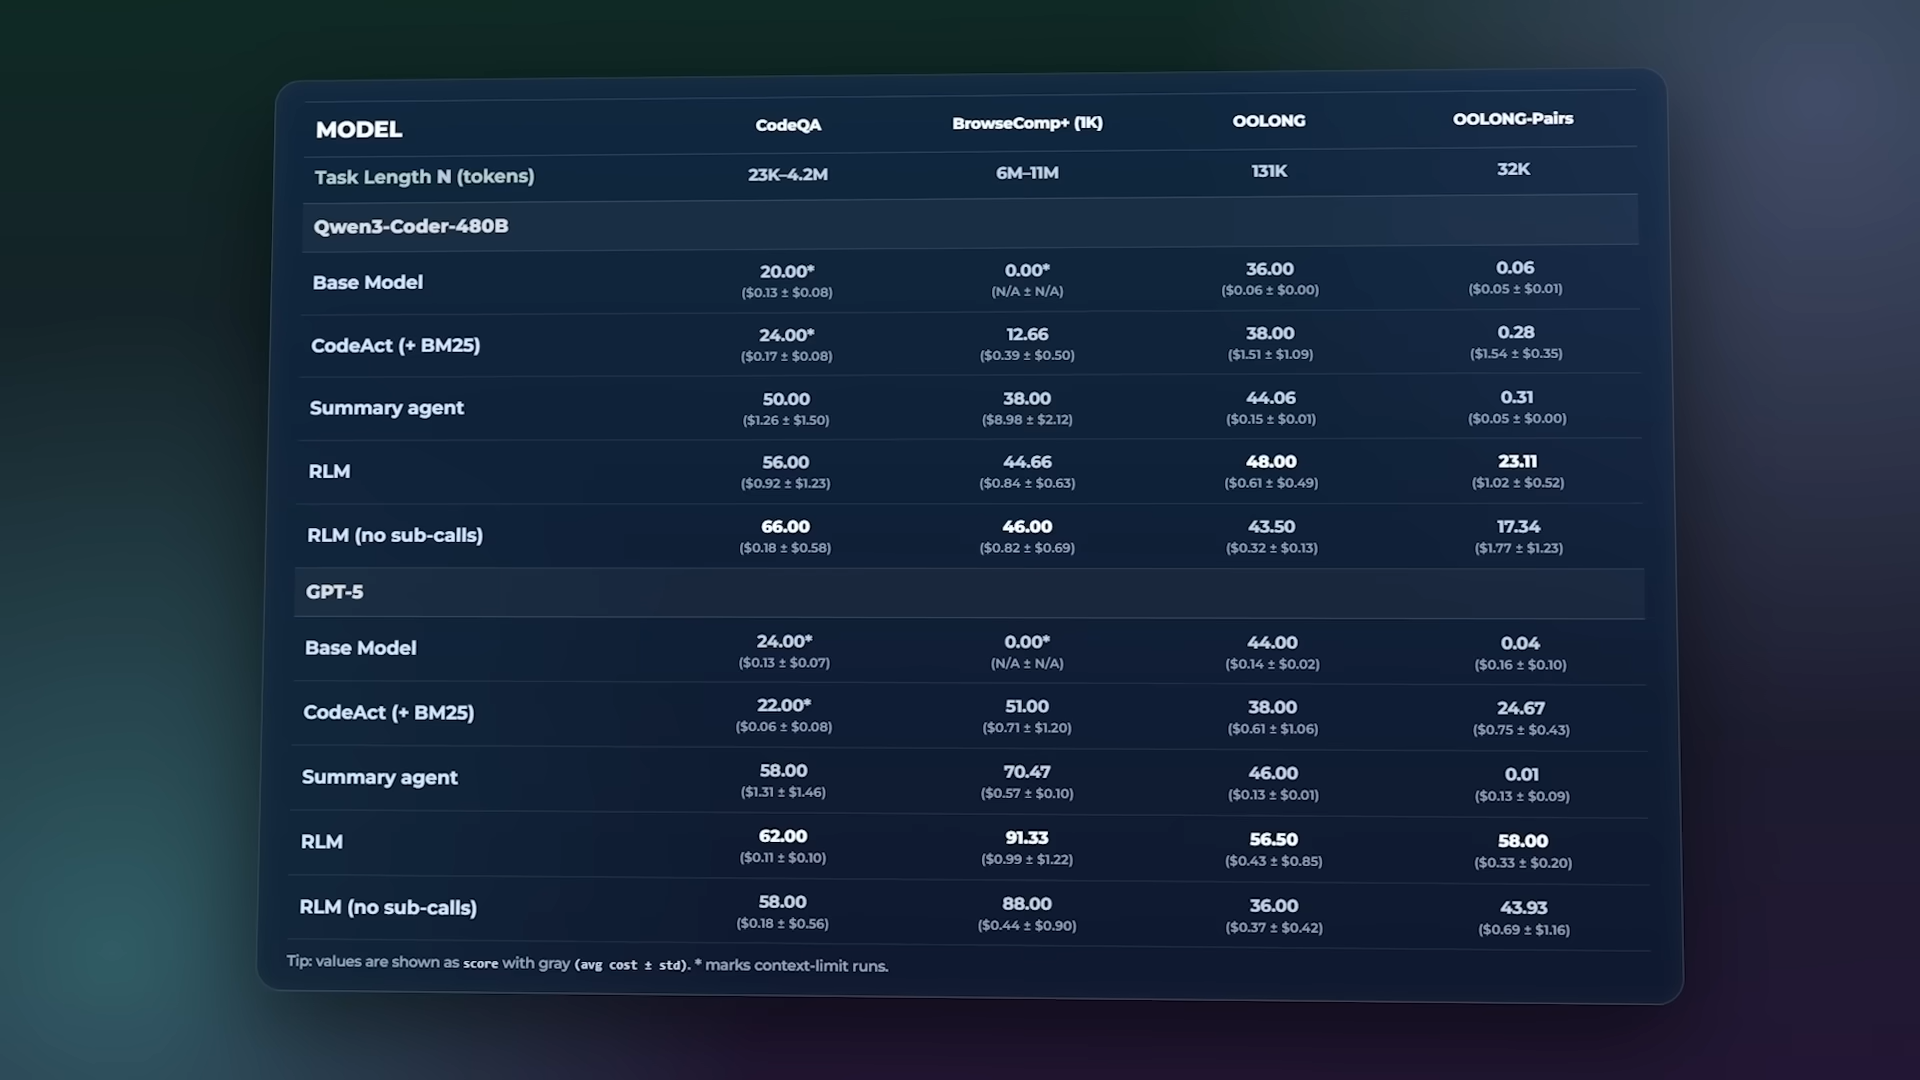 MODEL CodeQA BrowseComp+ (1K) OOLONG OOLONG-Pairs
Task Length N (tokens) 23K–4.2M 6M–11M 131K 32K
Qwen3-Coder-480B
Base Model 20.00* 0.00* 36.00 0.06
($0.13 ± $0.08) (N/A ± N/A) ($0.06 ± $0.00) ($0.05 ± $0.01)
CodeAct (+ BM25) 24.00* 12.66 38.00 0.28
($0.17 ± $0.08) ($0.39 ± $0.50) ($1.51 ± $1.09) ($1.54 ± $0.35)
Summary agent 50.00 38.00 44.06 0.31
($1.26 ± $1.50) ($8.98 ± $2.12) ($0.15 ± $0.01) ($0.05 ± $0.00)
RLM 56.00 44.66 48.00 23.11
($0.92 ± $1.23) ($0.84 ± $0.63) ($0.61 ± $0.49) ($1.02 ± $0.52)
RLM (no sub-calls) 66.00 46.00 43.50 17.34
($0.18 ± $0.58) ($0.82 ± $0.69) ($0.32 ± $0.13) ($1.77 ± $1.23)
GPT-5
Base Model 24.00* 0.00* 44.00 0.04
($0.13 ± $0.07) (N/A ± N/A) ($0.14 ± $0.02) ($0.16 ± $0.10)
CodeAct (+ BM25) 22.00* 51.00 38.00 24.67
($0.06 ± $0.08) ($0.71 ± $1.20) ($0.61 ± $1.06) ($0.75 ± $0.43)
Summary agent 58.00 70.47 46.00 0.01
($1.31 ± $1.46) ($0.57 ± $0.10) ($0.13 ± $0.01) ($0.13 ± $0.09)
RLM 62.00 91.33 56.50 58.00
($0.11 ± $0.10) ($0.99 ± $1.22) ($0.43 ± $0.85) ($0.33 ± $0.20)
RLM (no sub-calls) 58.00 88.00 36.00 43.93
($0.18 ± $0.56) ($0.44 ± $0.90) ($0.37 ± $0.42) ($0.69 ± $1.16)
Tip: values are shown as score with gray (avg cost ± std). * marks context-limit runs.